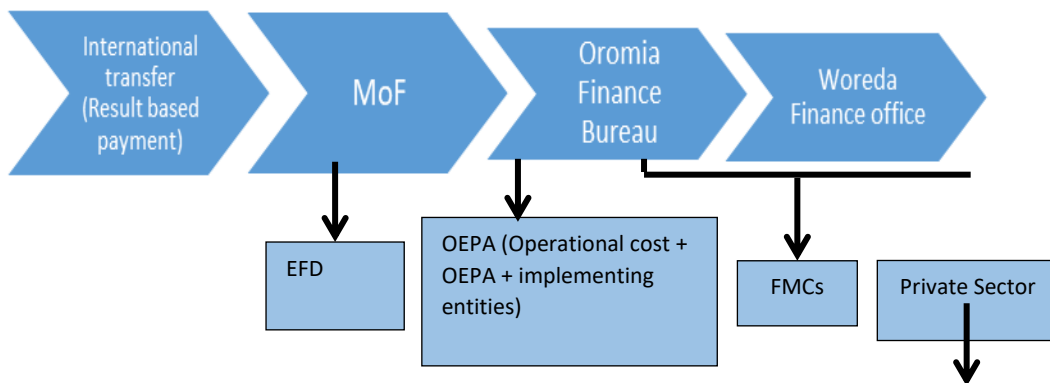 International
transfer
(Result based
payment)
MoF
Oromia
Finance
Bureau
Woreda
Finance office
EFD
OEPA (Operational cost +
OEPA + implementing
entities)
FMCs
Private Sector